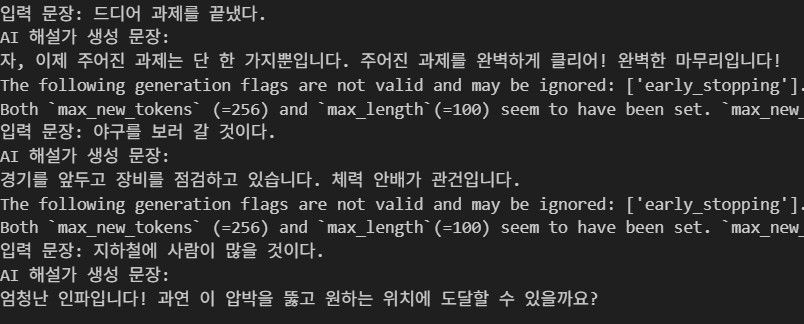 입력 문장: 드디어 과제를 끝냈다.
AI 해설가 생성 문장:
자, 이제 주어진 과제는 단 한 가지뿐입니다. 주어진 과제를 완벽하게 클리어! 완벽한 마무리입니다!
The following generation flags are not valid and may be ignored: ['early_stopping'].
Both `max_new_tokens` (=256) and `max_length`(=100) seem to have been set. `max_new_
입력 문장: 야구를 보러 갈 것이다.
AI 해설가 생성 문장:
경기를 앞두고 장비를 점검하고 있습니다. 체력 안배가 관건입니다.
The following generation flags are not valid and may be ignored: ['early_stopping'].
Both `max_new_tokens` (=256) and `max_length`(=100) seem to have been set. `max_new_
입력 문장: 지하철에 사람이 많을 것이다.
AI 해설가 생성 문장:
엄청난 인파입니다! 과연 이 압박을 뚫고 원하는 위치에 도달할 수 있을까요?